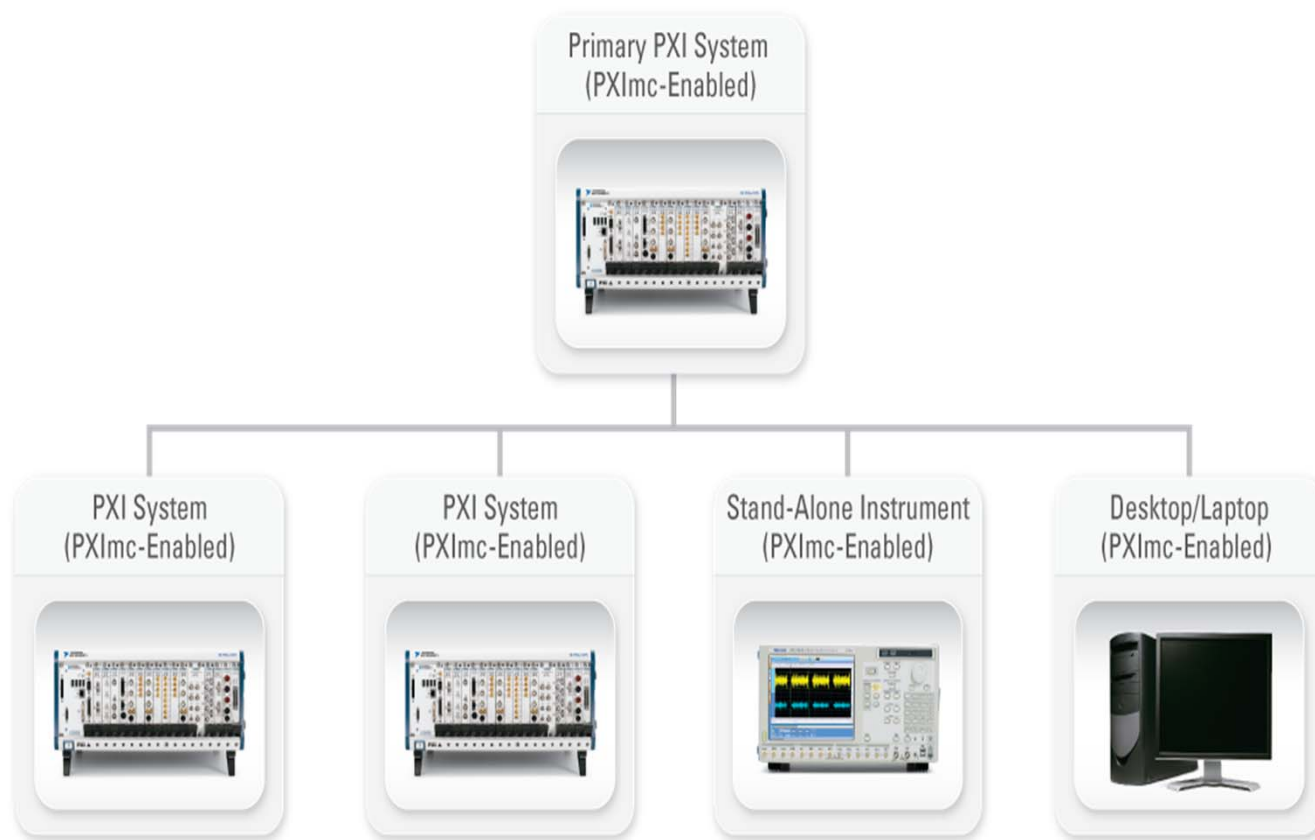 Primary PXI System
(PXImc-Enabled)
PXI System
(PXImc-Enabled)
PXI System
(PXImc-Enabled)
Stand-Alone Instrument
(PXImc-Enabled)
Desktop/Laptop
(PXImc-Enabled)